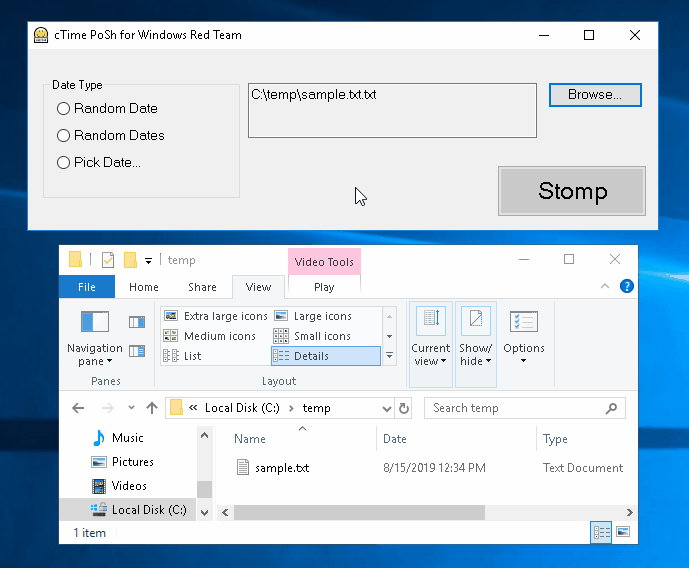 cTime PoSh for Windows Red Team
Date Type
Random Date
Random Dates
Pick Date...
C:\temp\sample.txt.txt
Browse...
Stomp
temp
Video Tools
File Home Share View Play
Navigation pane
Extra large icons Large icons
Medium icons Small icons
List Details
Current view
Show/ hide
Options
Panes Layout
« Local Disk (C:) › temp
Search temp
Music
Pictures
Videos
Local Disk (C:)
Name Date Type
sample.txt 8/15/2019 12:34 PM Text Document
1 item